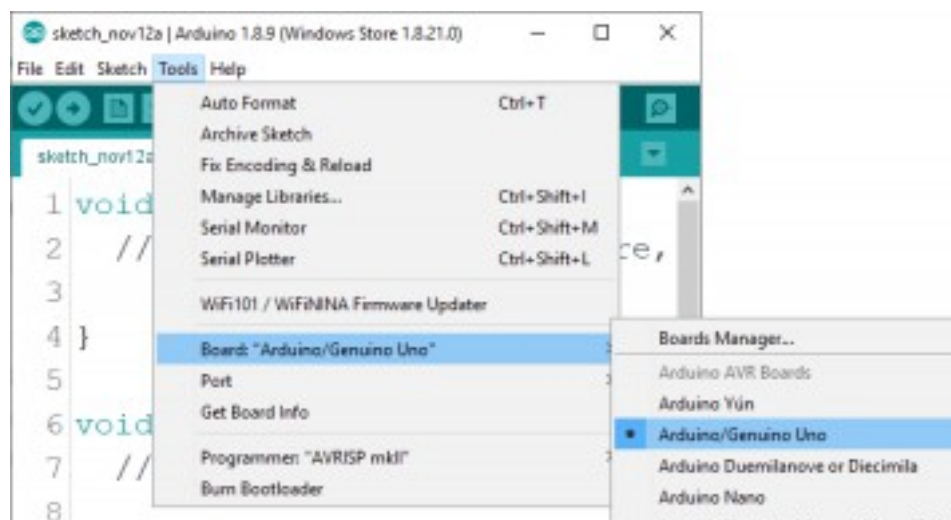 sketch_nov12a | Arduino 1.8.9 (Windows Store 1.8.21.0)
File Edit Sketch Tools Help
Auto Format Ctrl+T
Archive Sketch
sketch_nov12a
Fix Encoding & Reload
1 void
Manage Libraries... Ctrl+Shift+I
Serial Monitor Ctrl+Shift+M
2 // re,
Serial Plotter Ctrl+Shift+L
3
WiFi101 / WiFiNINA Firmware Updater
4 }
Board: "Arduino/Genuino Uno"
Boards Manager...
5
Port
Arduino AVR Boards
Get Board Info
Arduino Yún
6 void
Arduino/Genuino Uno
7 //
Programmer: "AVRISP mkII"
Arduino Duemilanove or Diecimila
Burn Bootloader
Arduino Nano
8